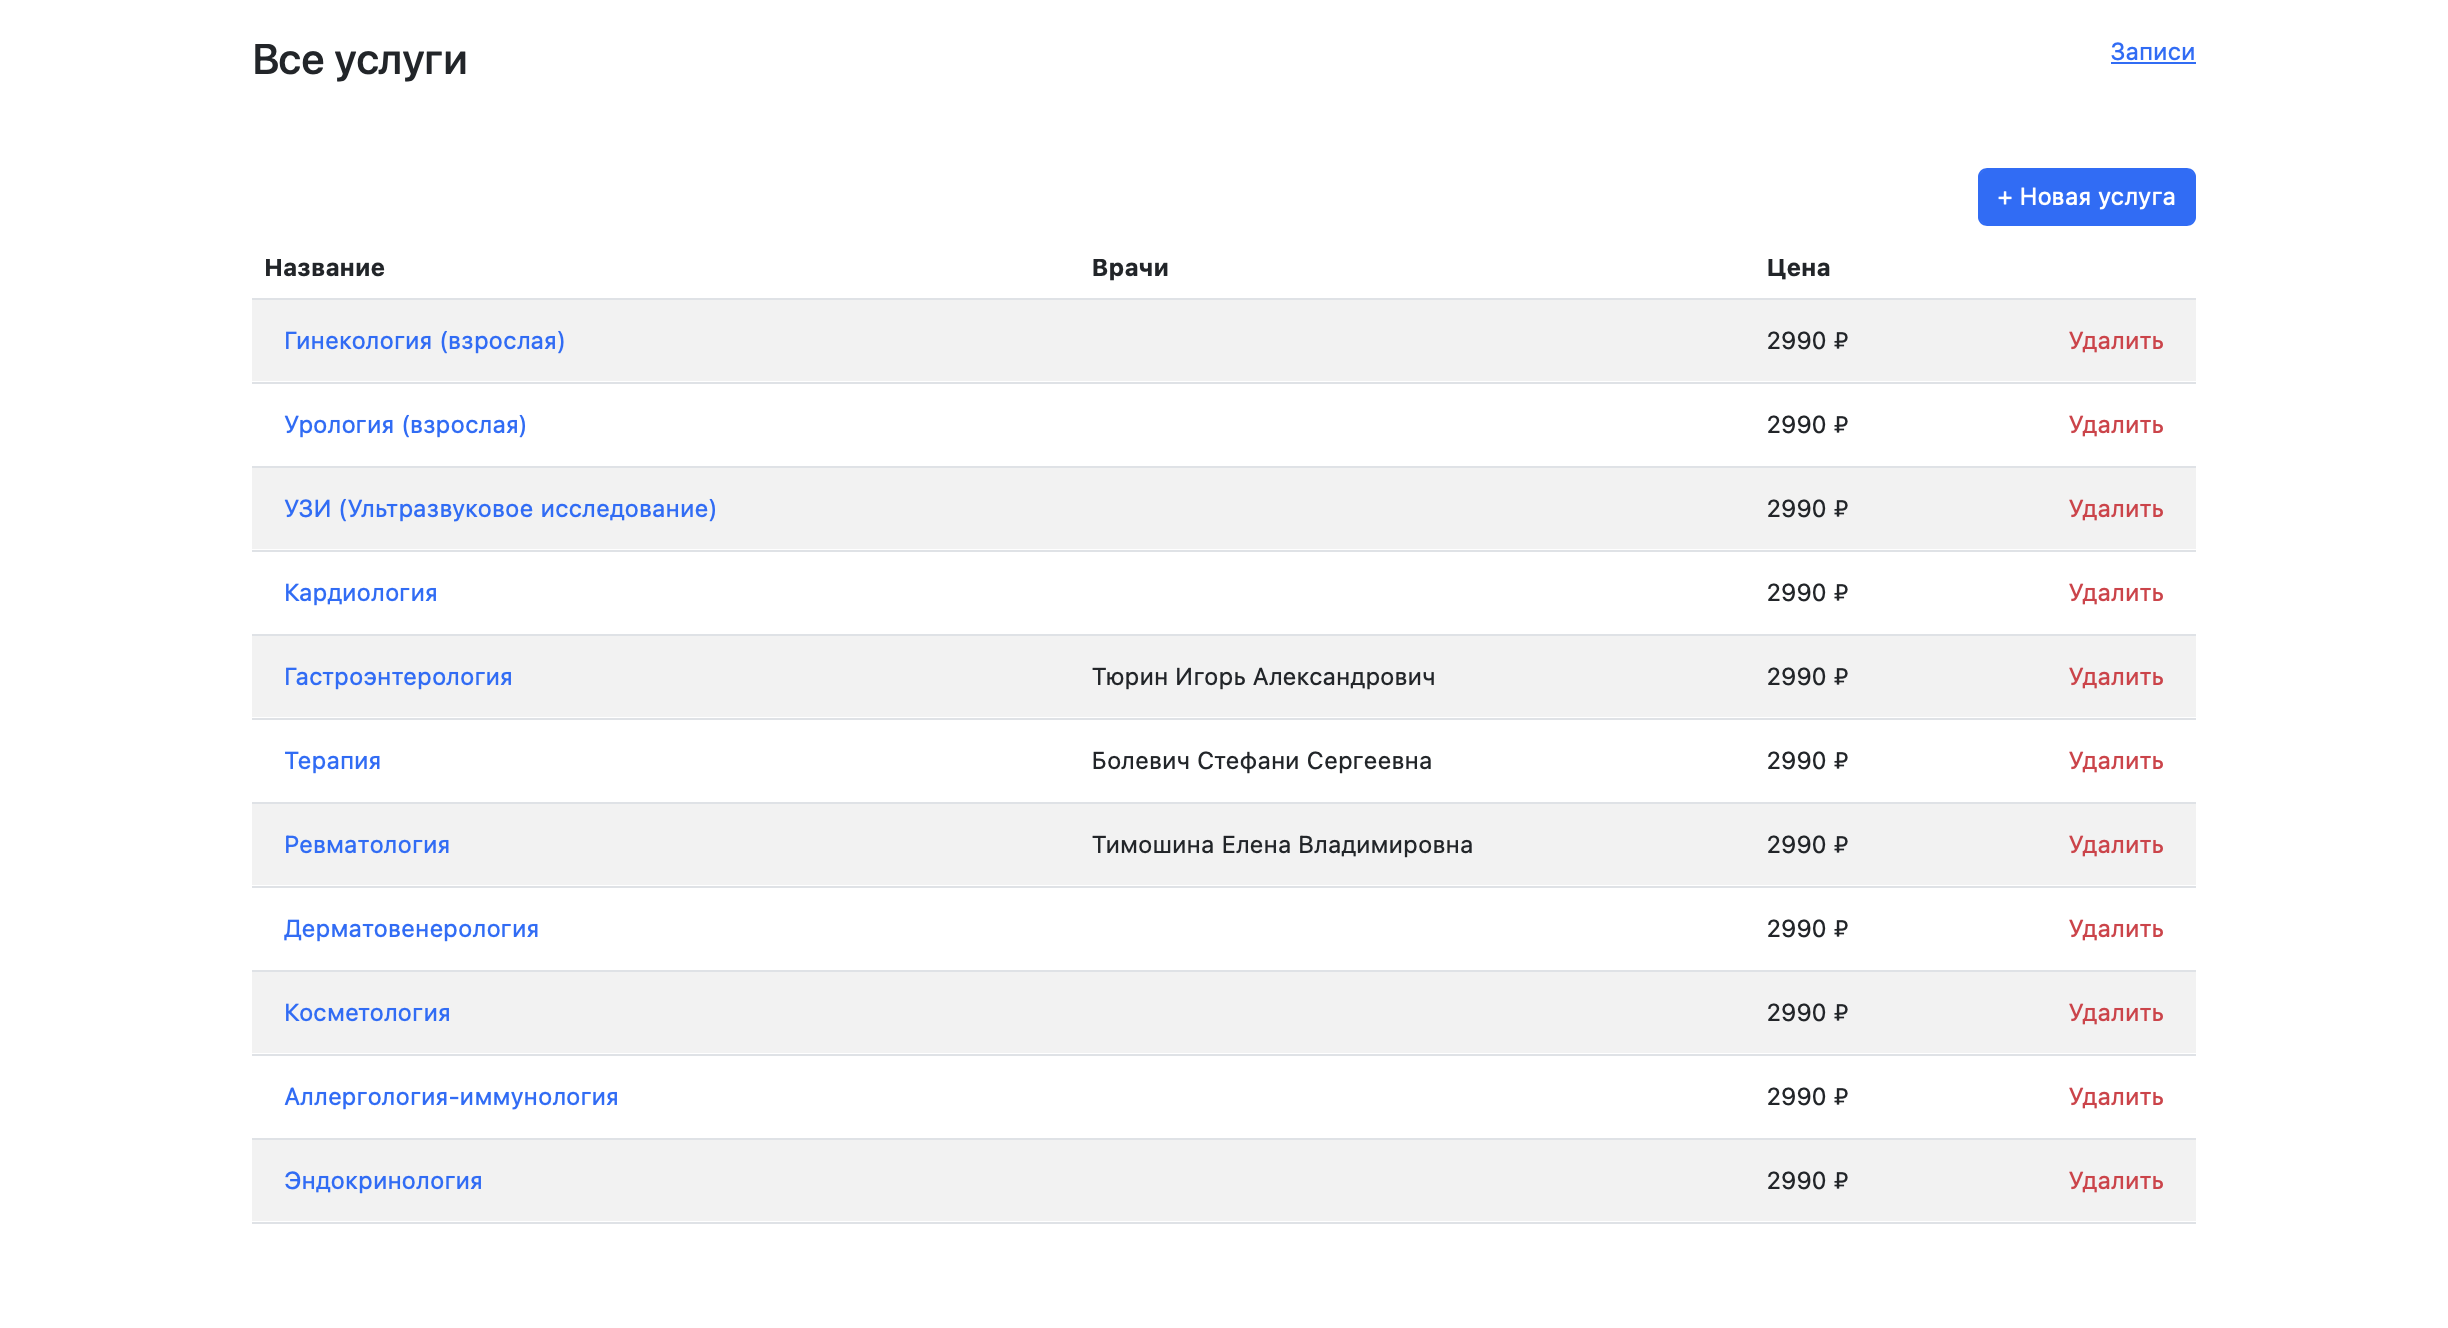 Все услуги
Записи
+ Новая услуга
Название Врачи Цена
Гинекология (взрослая) 2990 ₽ Удалить
Урология (взрослая) 2990 ₽ Удалить
УЗИ (Ультразвуковое исследование) 2990 ₽ Удалить
Кардиология 2990 ₽ Удалить
Гастроэнтерология Тюрин Игорь Александрович 2990 ₽ Удалить
Терапия Болевич Стефани Сергеевна 2990 ₽ Удалить
Ревматология Тимошина Елена Владимировна 2990 ₽ Удалить
Дерматовенерология 2990 ₽ Удалить
Косметология 2990 ₽ Удалить
Аллергология-иммунология 2990 ₽ Удалить
Эндокринология 2990 ₽ Удалить